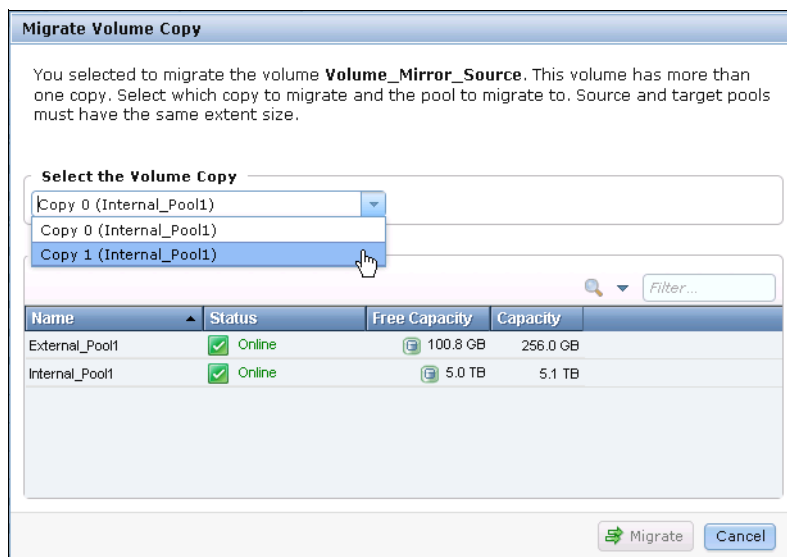 Migrate Volume Copy
You selected to migrate the volume Volume_Mirror_Source. This volume has more than
one copy. Select which copy to migrate and the pool to migrate to. Source and target pools
must have the same extent size.
Select the Volume Copy
Copy 0 (Internal_Pool1)
Copy 0 (Internal_Pool1)
Copy 1 (Internal_Pool1)
Filter...
Name Status Free Capacity Capacity
External_Pool1 Online 100.8 GB 256.0 GB
Internal_Pool1 Online 5.0 TB 5.1 TB
Migrate Cancel